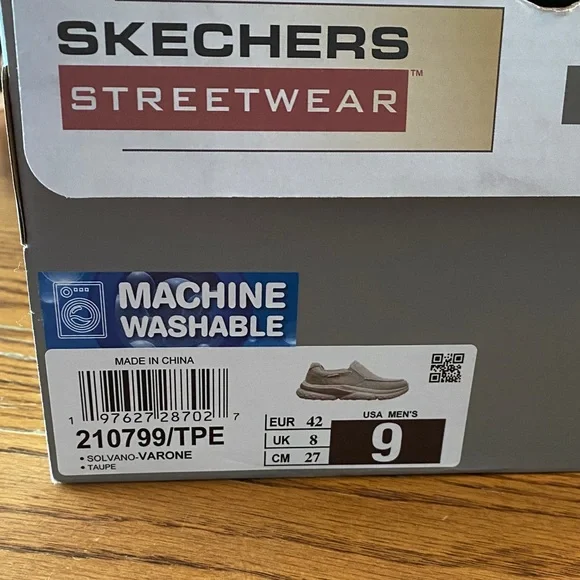 SKECHERS
STREETWEAR™
MACHINE
WASHABLE
MADE IN CHINA
1 97627 28702 7
210799/TPE
• SOLVANO-VARONE
• TAUPE
EUR 42
UK 8
CM 27
USA MEN'S
9